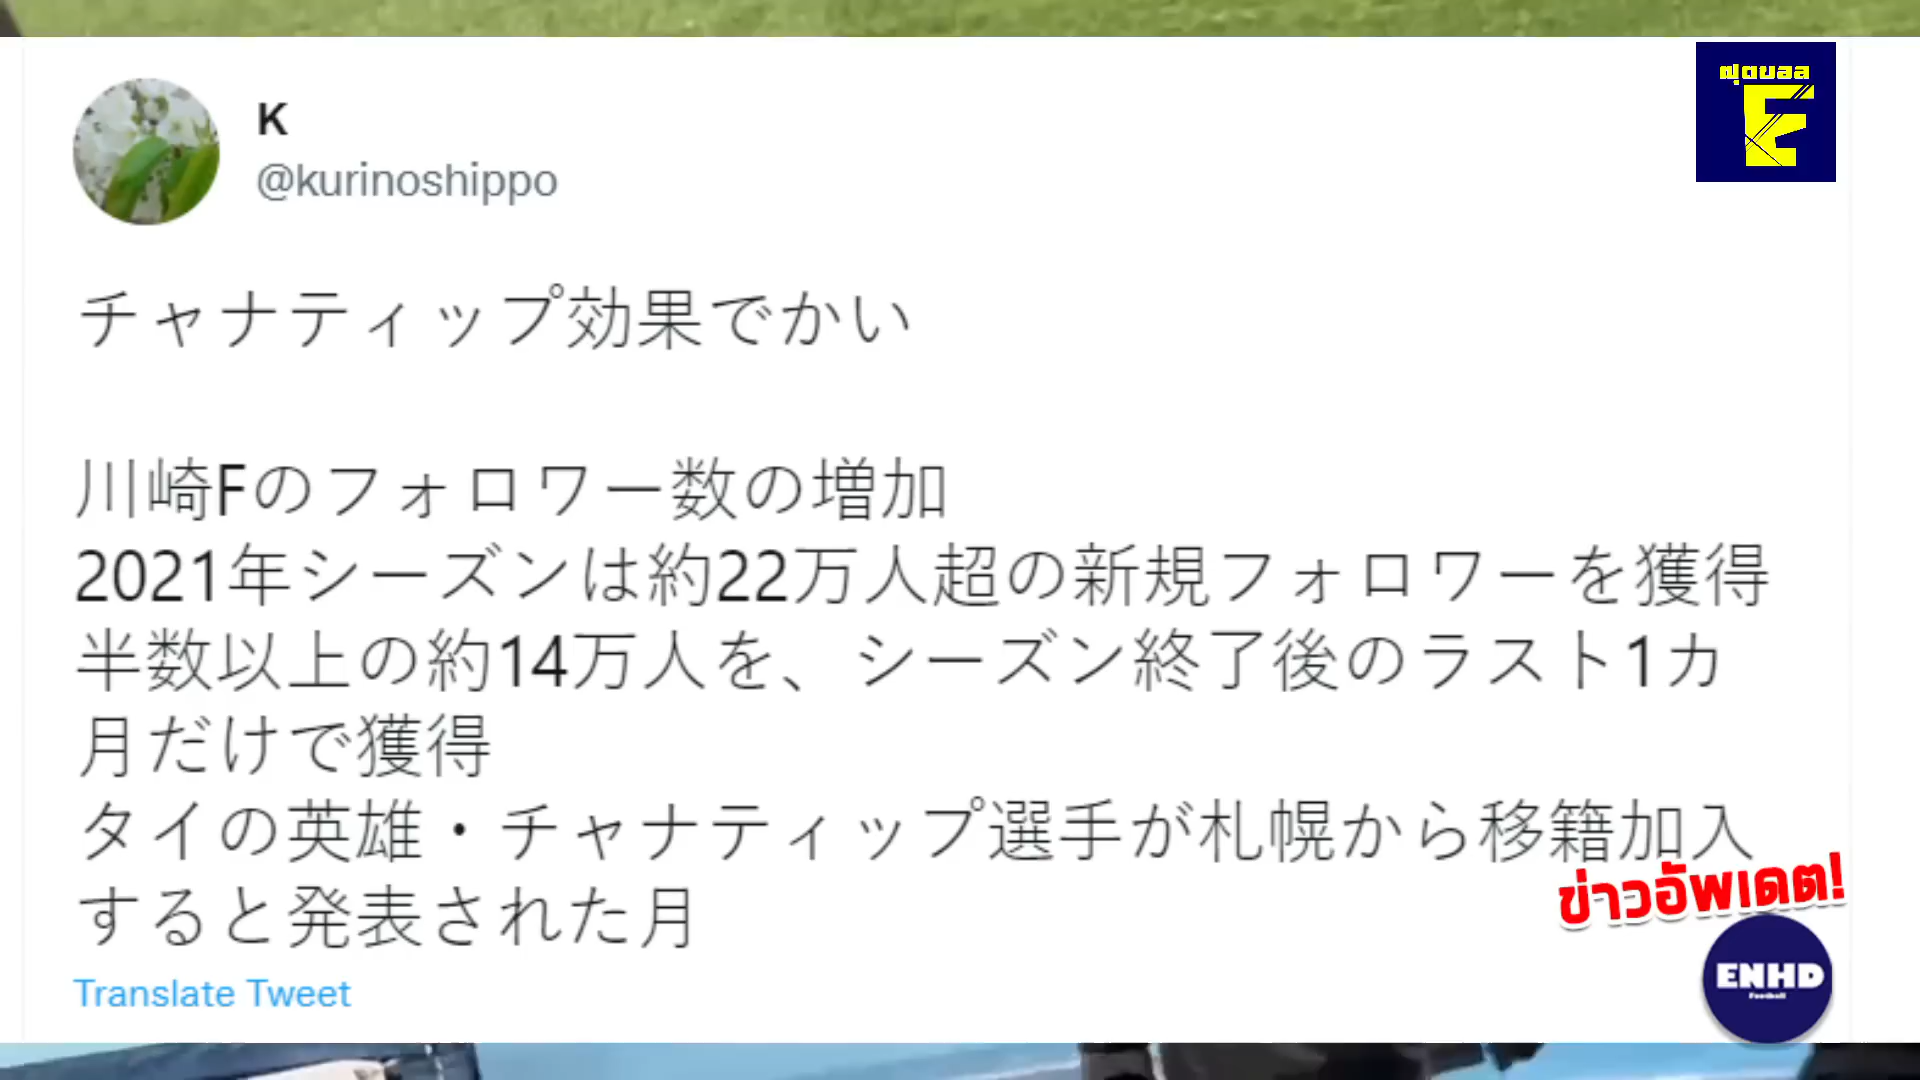 ฟุตบอล
E
K
@kurinoshippo
チャナティップ効果でかい
川崎Fのフォロワー数の増加
2021年シーズンは約22万人超の新規フォロワーを獲得
半数以上の約14万人を、シーズン終了後のラスト1カ
月だけで獲得
タイの英雄・チャナティップ選手が札幌から移籍加入
すると発表された月
ข่าวอัพเดต!
Translate Tweet
ENHD
Football